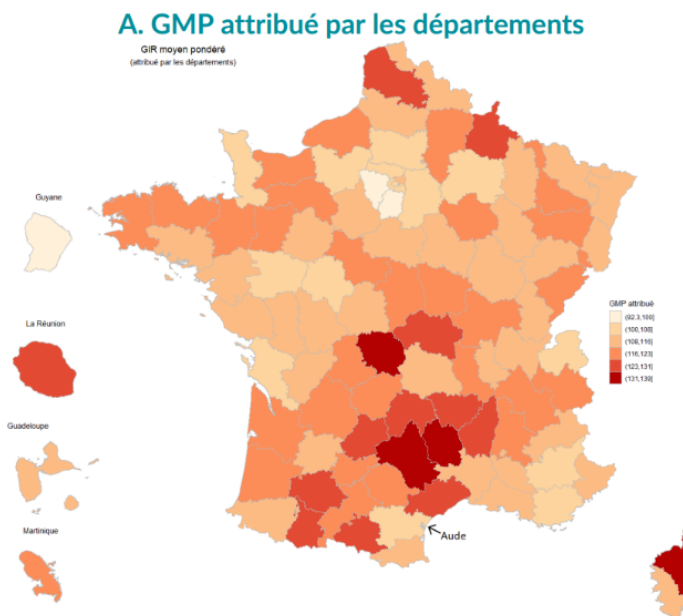 A. GMP attribué par les départements
GIR moyen pondéré
(attribué par les départements)
Guyane
La Réunion
GMP attribué
(92.3,100]
(100,108]
(108,116]
(116,123]
(123,131]
(131,139]
Guadeloupe
Aude
Martinique